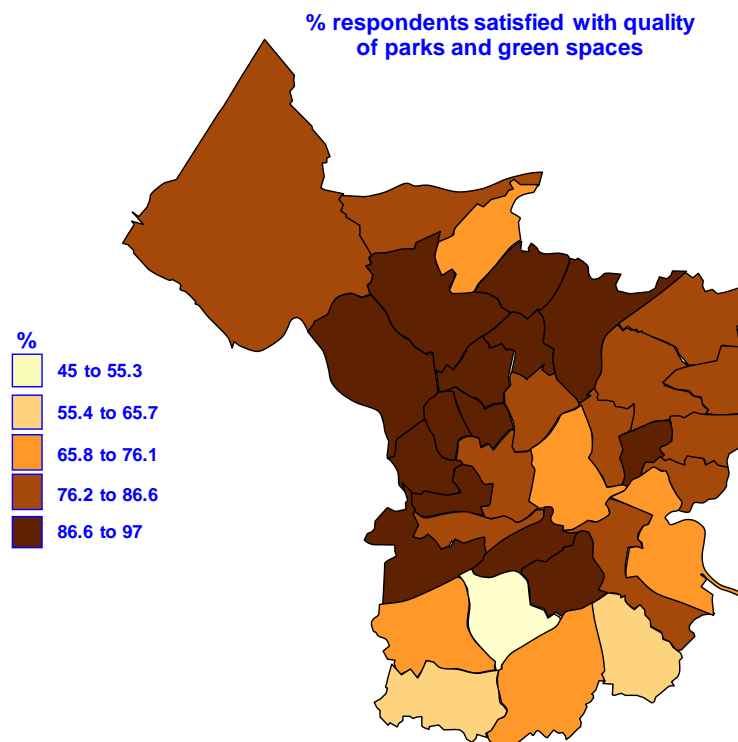 % respondents satisfied with quality
of parks and green spaces
%
45 to 55.3
55.4 to 65.7
65.8 to 76.1
76.2 to 86.6
86.6 to 97